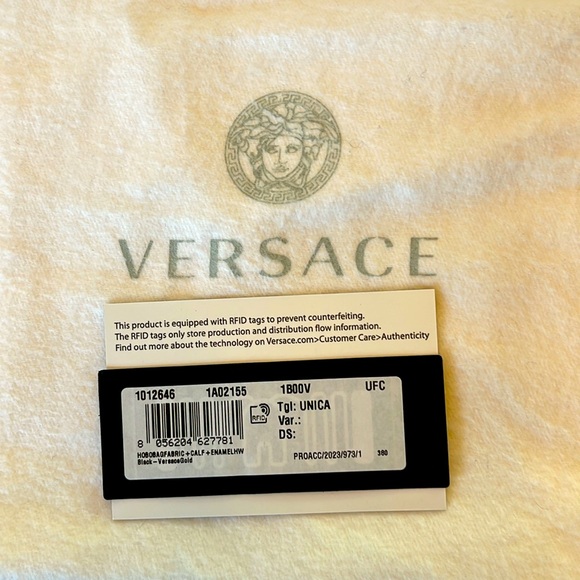 VERSACE
This product is equipped with RFID tags to prevent counterfeiting.
The RFID tags only store production and distribution flow information.
Find out more about the technology on Versace.com>Customer Care>Authenticity
1012646 1A02155 1B00V UFC
Tgl: UNICA
RFID
Var.:
DS:
8 056204 627781
HOBOBAGFABRIC+CALF+ENAMELHW
Black-VersaceGold
PROACC/2023/973/1 380